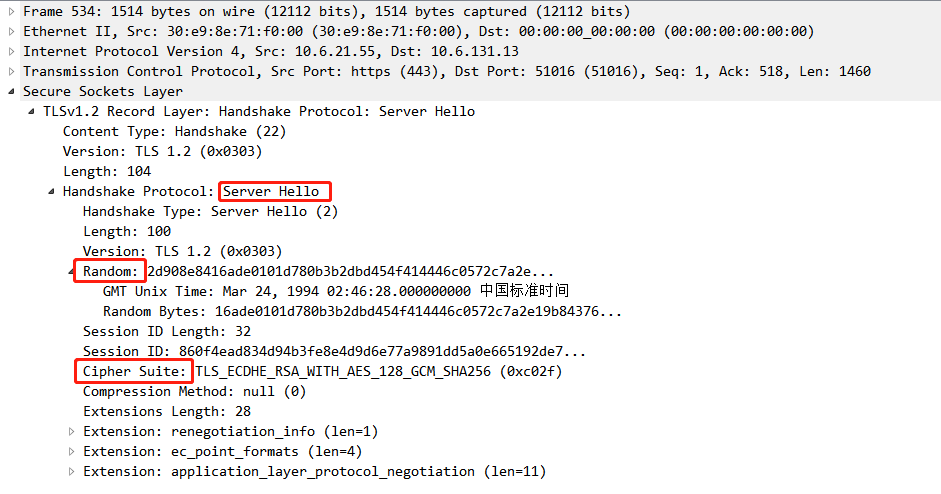 Frame 534: 1514 bytes on wire (12112 bits), 1514 bytes captured (12112 bits)
Ethernet II, Src: 30:e9:8e:71:f0:00 (30:e9:8e:71:f0:00), Dst: 00:00:00_00:00:00 (00:00:00:00:00:00)
Internet Protocol Version 4, Src: 10.6.21.55, Dst: 10.6.131.13
Transmission Control Protocol, Src Port: https (443), Dst Port: 51016 (51016), Seq: 1, Ack: 518, Len: 1460
Secure Sockets Layer
TLSv1.2 Record Layer: Handshake Protocol: Server Hello
Content Type: Handshake (22)
Version: TLS 1.2 (0x0303)
Length: 104
Handshake Protocol: Server Hello
Handshake Type: Server Hello (2)
Length: 100
Version: TLS 1.2 (0x0303)
Random: 2d908e8416ade0101d780b3b2dbd454f414446c0572c7a2e...
GMT Unix Time: Mar 24, 1994 02:46:28.000000000 中国标准时间
Random Bytes: 16ade0101d780b3b2dbd454f414446c0572c7a2e19b84376...
Session ID Length: 32
Session ID: 860f4ead834d94b3fe8e4d9d6e77a9891dd5a0e665192de7...
Cipher Suite: TLS_ECDHE_RSA_WITH_AES_128_GCM_SHA256 (0xc02f)
Compression Method: null (0)
Extensions Length: 28
Extension: renegotiation_info (len=1)
Extension: ec_point_formats (len=4)
Extension: application_layer_protocol_negotiation (len=11)